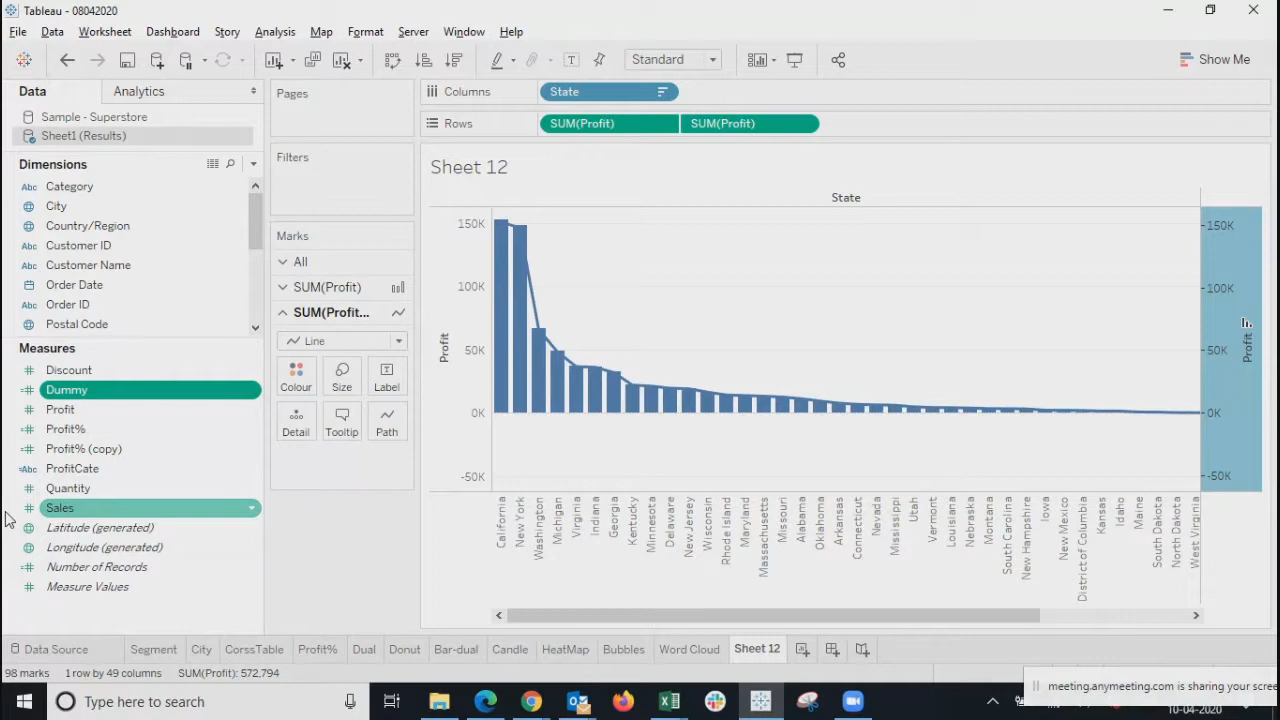 Tableau - 08042020
File Data Worksheet Dashboard Story Analysis Map Format Server Window Help
Standard
Show Me
Data Analytics
Sample - Superstore
Sheet1 (Results)
Dimensions
Abc Category
City
Country/Region
Abc Customer ID
Abc Customer Name
Order Date
Abc Order ID
Postal Code
Measures
Discount
Dummy
Profit
Profit%
Profit% (copy)
=Abc ProfitCate
Quantity
Sales
Latitude (generated)
Longitude (generated)
Number of Records
Measure Values
Pages
Filters
Marks
All
SUM(Profit)
SUM(Profit...
Line
Colour Size Label
Detail Tooltip Path
Columns State
Rows SUM(Profit) SUM(Profit)
Sheet 12
State
150K
100K
50K
0K
-50K
Profit
150K
100K
50K
0K
-50K
Profit
California
New York
Washington
Michigan
Virginia
Indiana
Georgia
Kentucky
Minnesota
Delaware
New Jersey
Wisconsin
Rhode Island
Maryland
Massachusetts
Missouri
Alabama
Oklahoma
Arkansas
Connecticut
Nevada
Mississippi
Utah
Vermont
Louisiana
Nebraska
Montana
South Carolina
New Hampshire
Iowa
New Mexico
District of Columbia
Kansas
Idaho
Maine
South Dakota
North Dakota
West Virginia
Data Source Segment City CorssTable Profit% Dual Donut Bar-dual Candle HeatMap Bubbles Word Cloud Sheet 12
98 marks 1 row by 49 columns SUM(Profit): 572.794
meeting.anymeeting.com is sharing your scree
Type here to search
10-04-2020